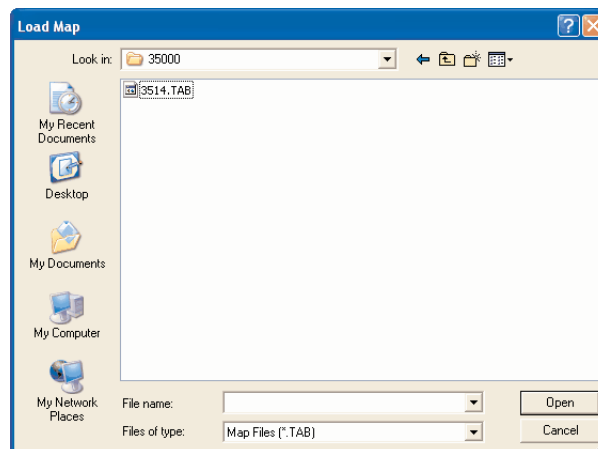 Load Map
Look in:
35000
3514.TAB
My Recent
Documents
Desktop
My Documents
My Computer
My Network
Places
File name:
Open
Files of type:
Map Files (*.TAB)
Cancel